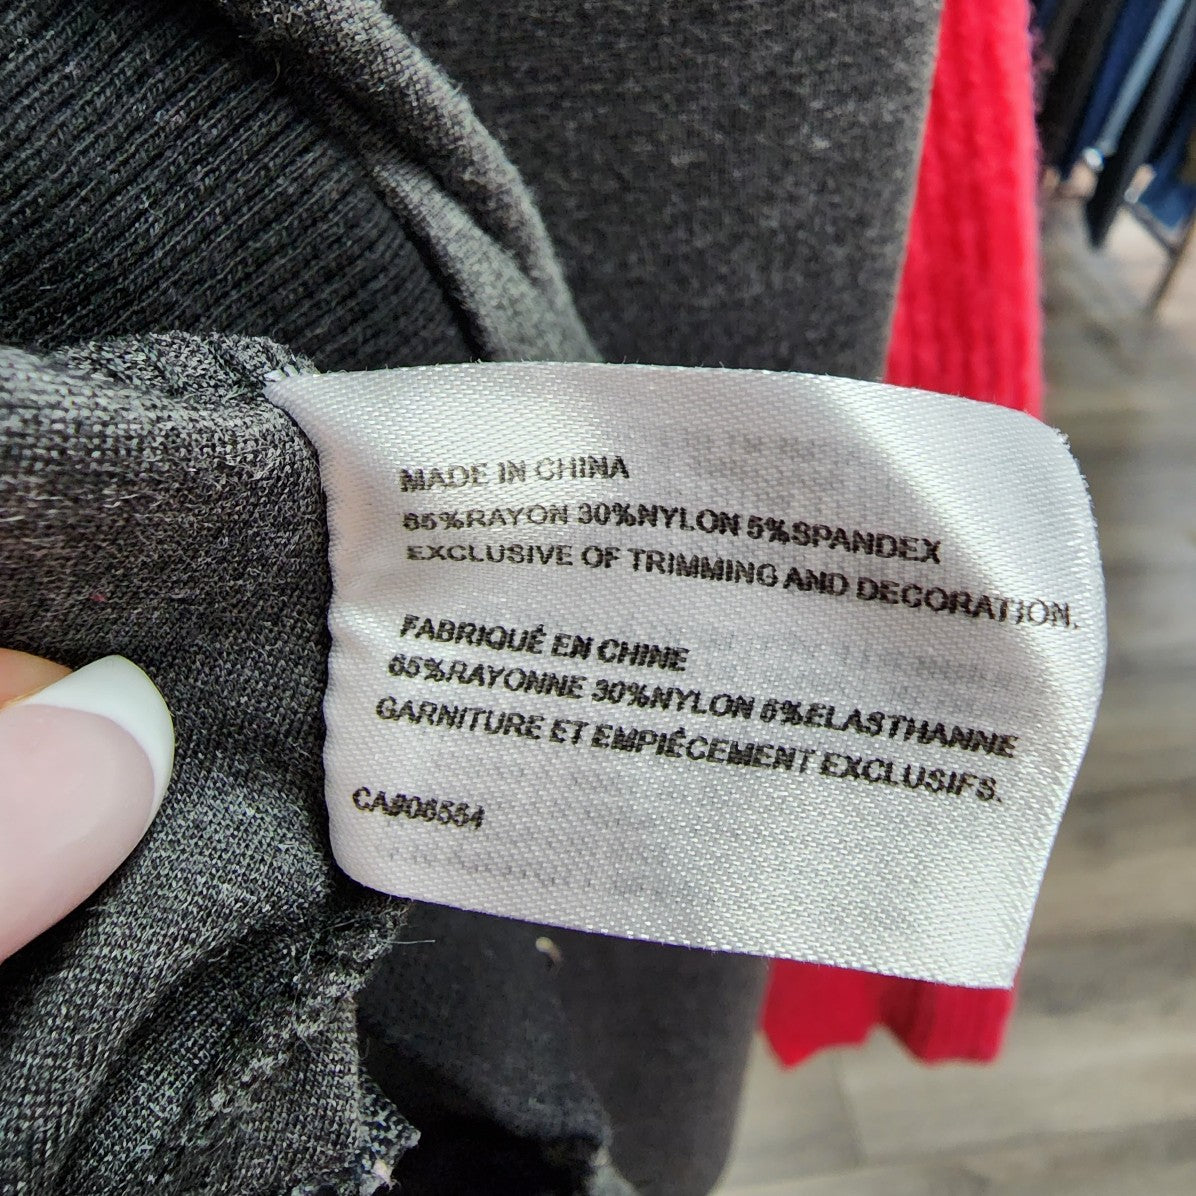 MADE IN CHINA
65%RAYON 30%NYLON 5%SPANDEX
EXCLUSIVE OF TRIMMING AND DECORATION.
FABRIQUÉ EN CHINE
65%RAYONNE 30%NYLON 5%ELASTHANNE
GARNITURE ET EMPIÉCEMENT EXCLUSIFS.
CA#06554